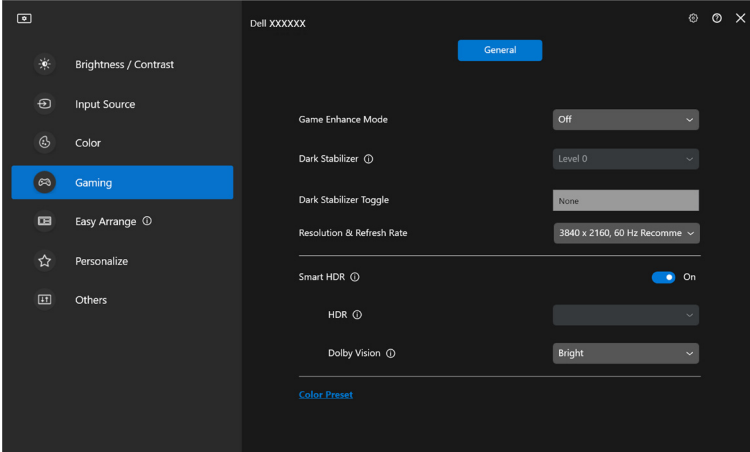 Dell XXXXXX
General
Brightness / Contrast
Input Source
Color
Gaming
Easy Arrange
Personalize
Others
Game Enhance Mode Off
Dark Stabilizer Level 0
Dark Stabilizer Toggle None
Resolution & Refresh Rate 3840 x 2160, 60 Hz Recomme
Smart HDR On
HDR
Dolby Vision Bright
Color Preset